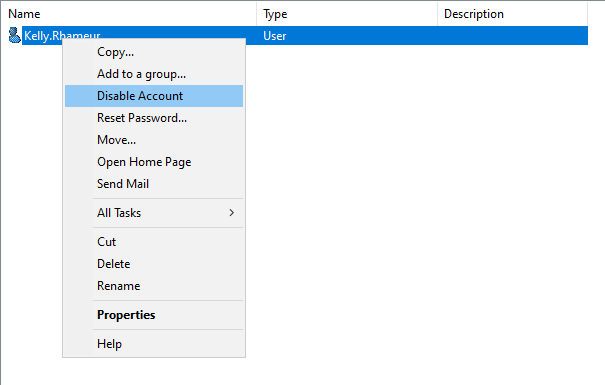 Name Type Description
Kelly.Rhameur User
Copy...
Add to a group...
Disable Account
Reset Password...
Move...
Open Home Page
Send Mail
All Tasks
Cut
Delete
Rename
Properties
Help